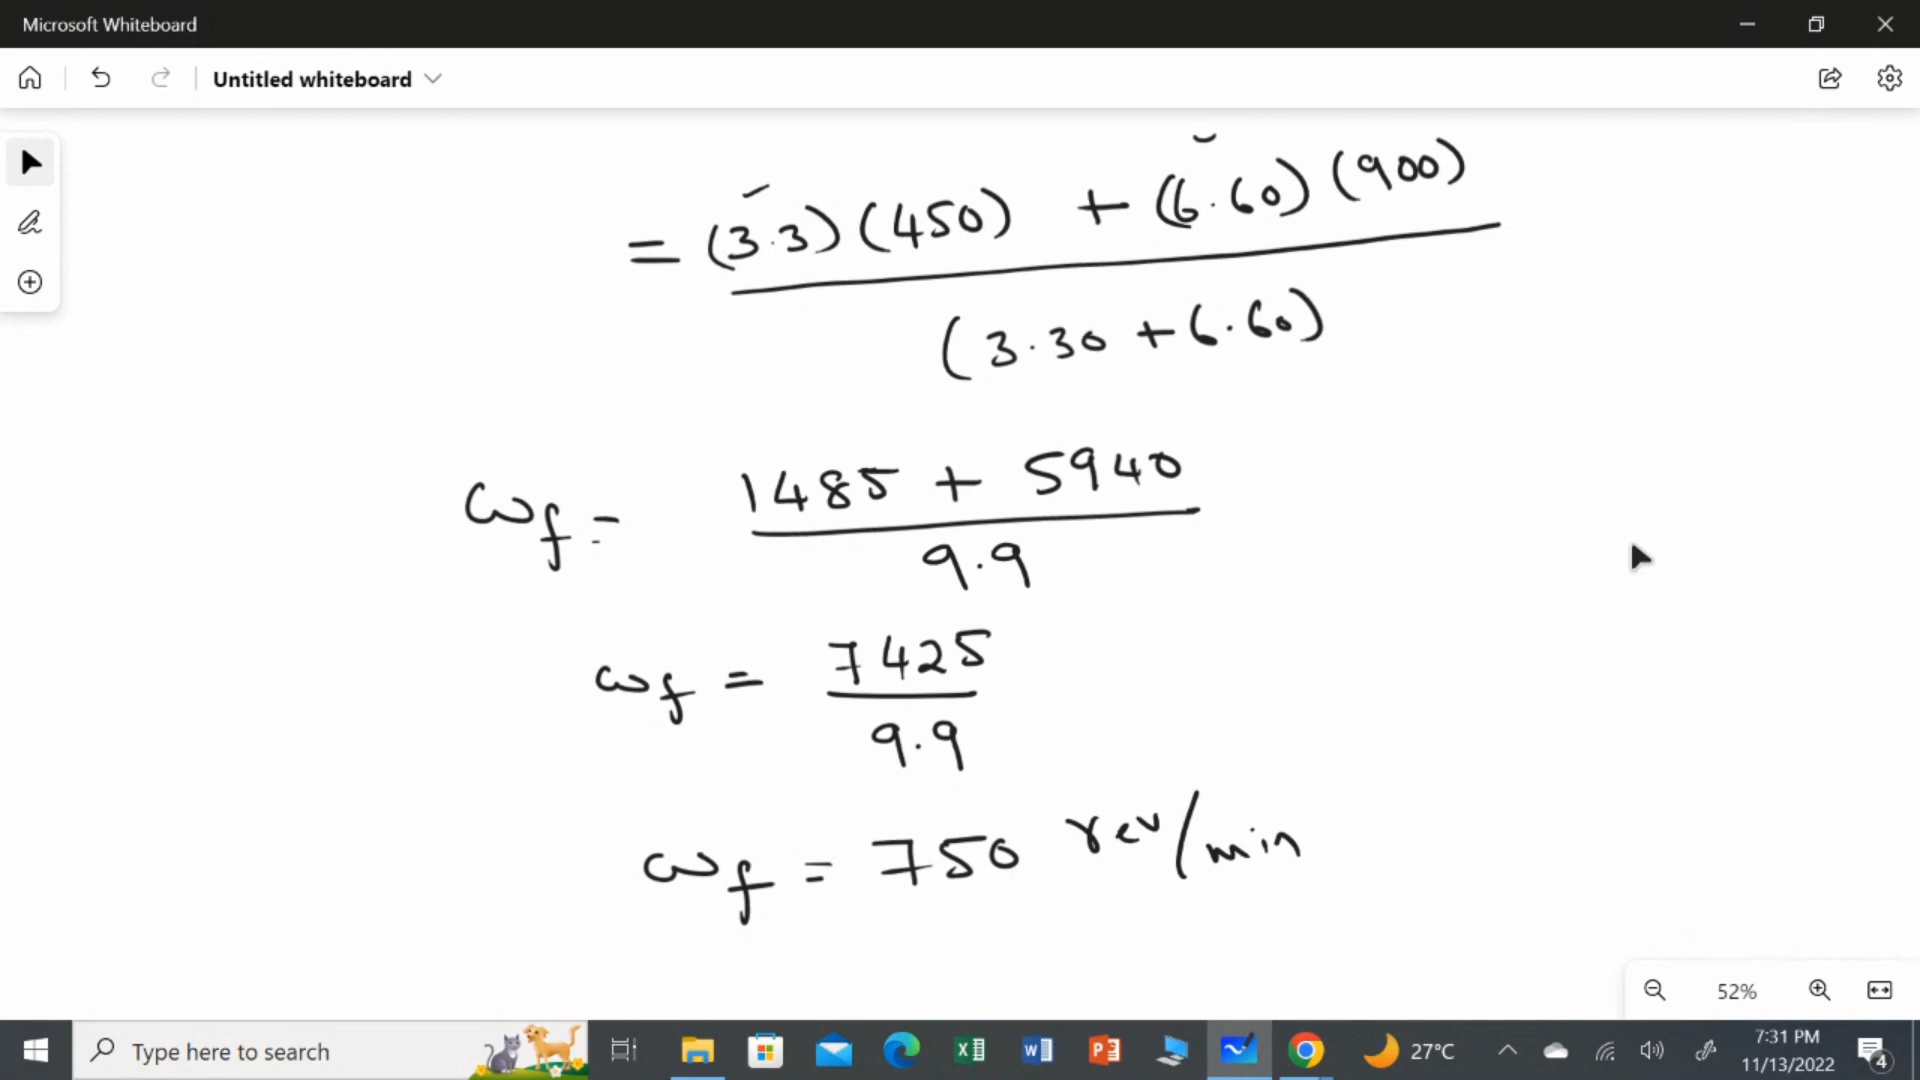 Microsoft Whiteboard
Untitled whiteboard
= (3.3)(450) + (6.60)(900)
(3.30 + 6.60)
ωf = 1485 + 5940
9.9
ωf = 7425
9.9
ωf = 750 rev/min
52%
Type here to search
27°C
7:31 PM
11/13/2022
4